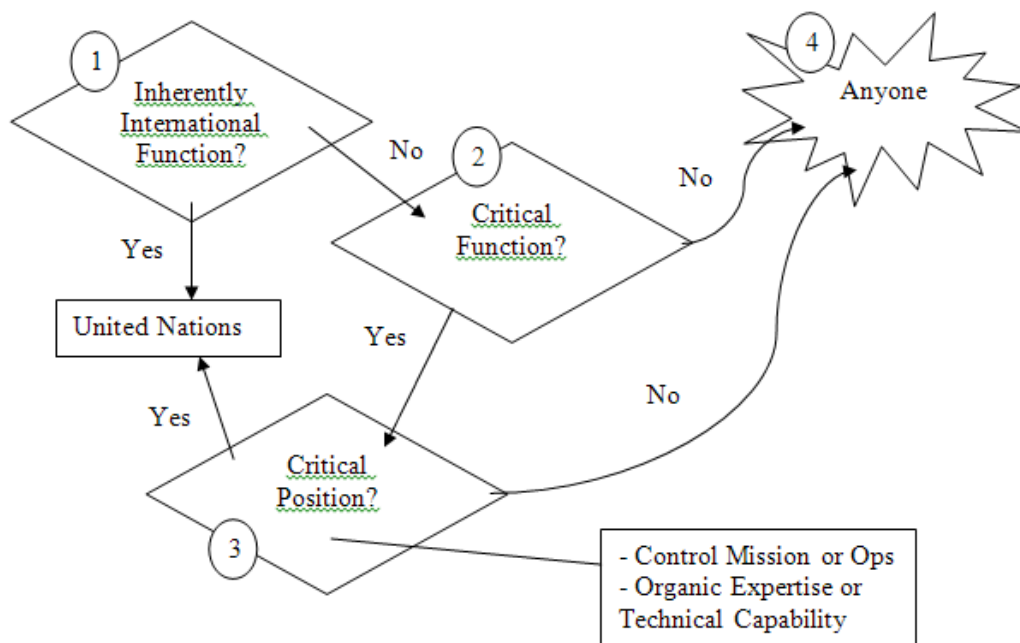 1
Inherently
International
Function?
No
2
Critical
Function?
No
4
Anyone
Yes
United Nations
Yes
Yes
Critical
Position?
3
No
- Control Mission or Ops
- Organic Expertise or
Technical Capability